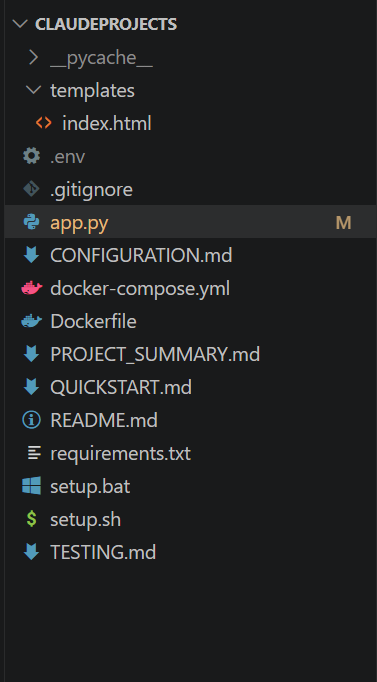 CLAUDEPROJECTS
__pycache__
templates
index.html
.env
.gitignore
app.py M
CONFIGURATION.md
docker-compose.yml
Dockerfile
PROJECT_SUMMARY.md
QUICKSTART.md
README.md
requirements.txt
setup.bat
setup.sh
TESTING.md